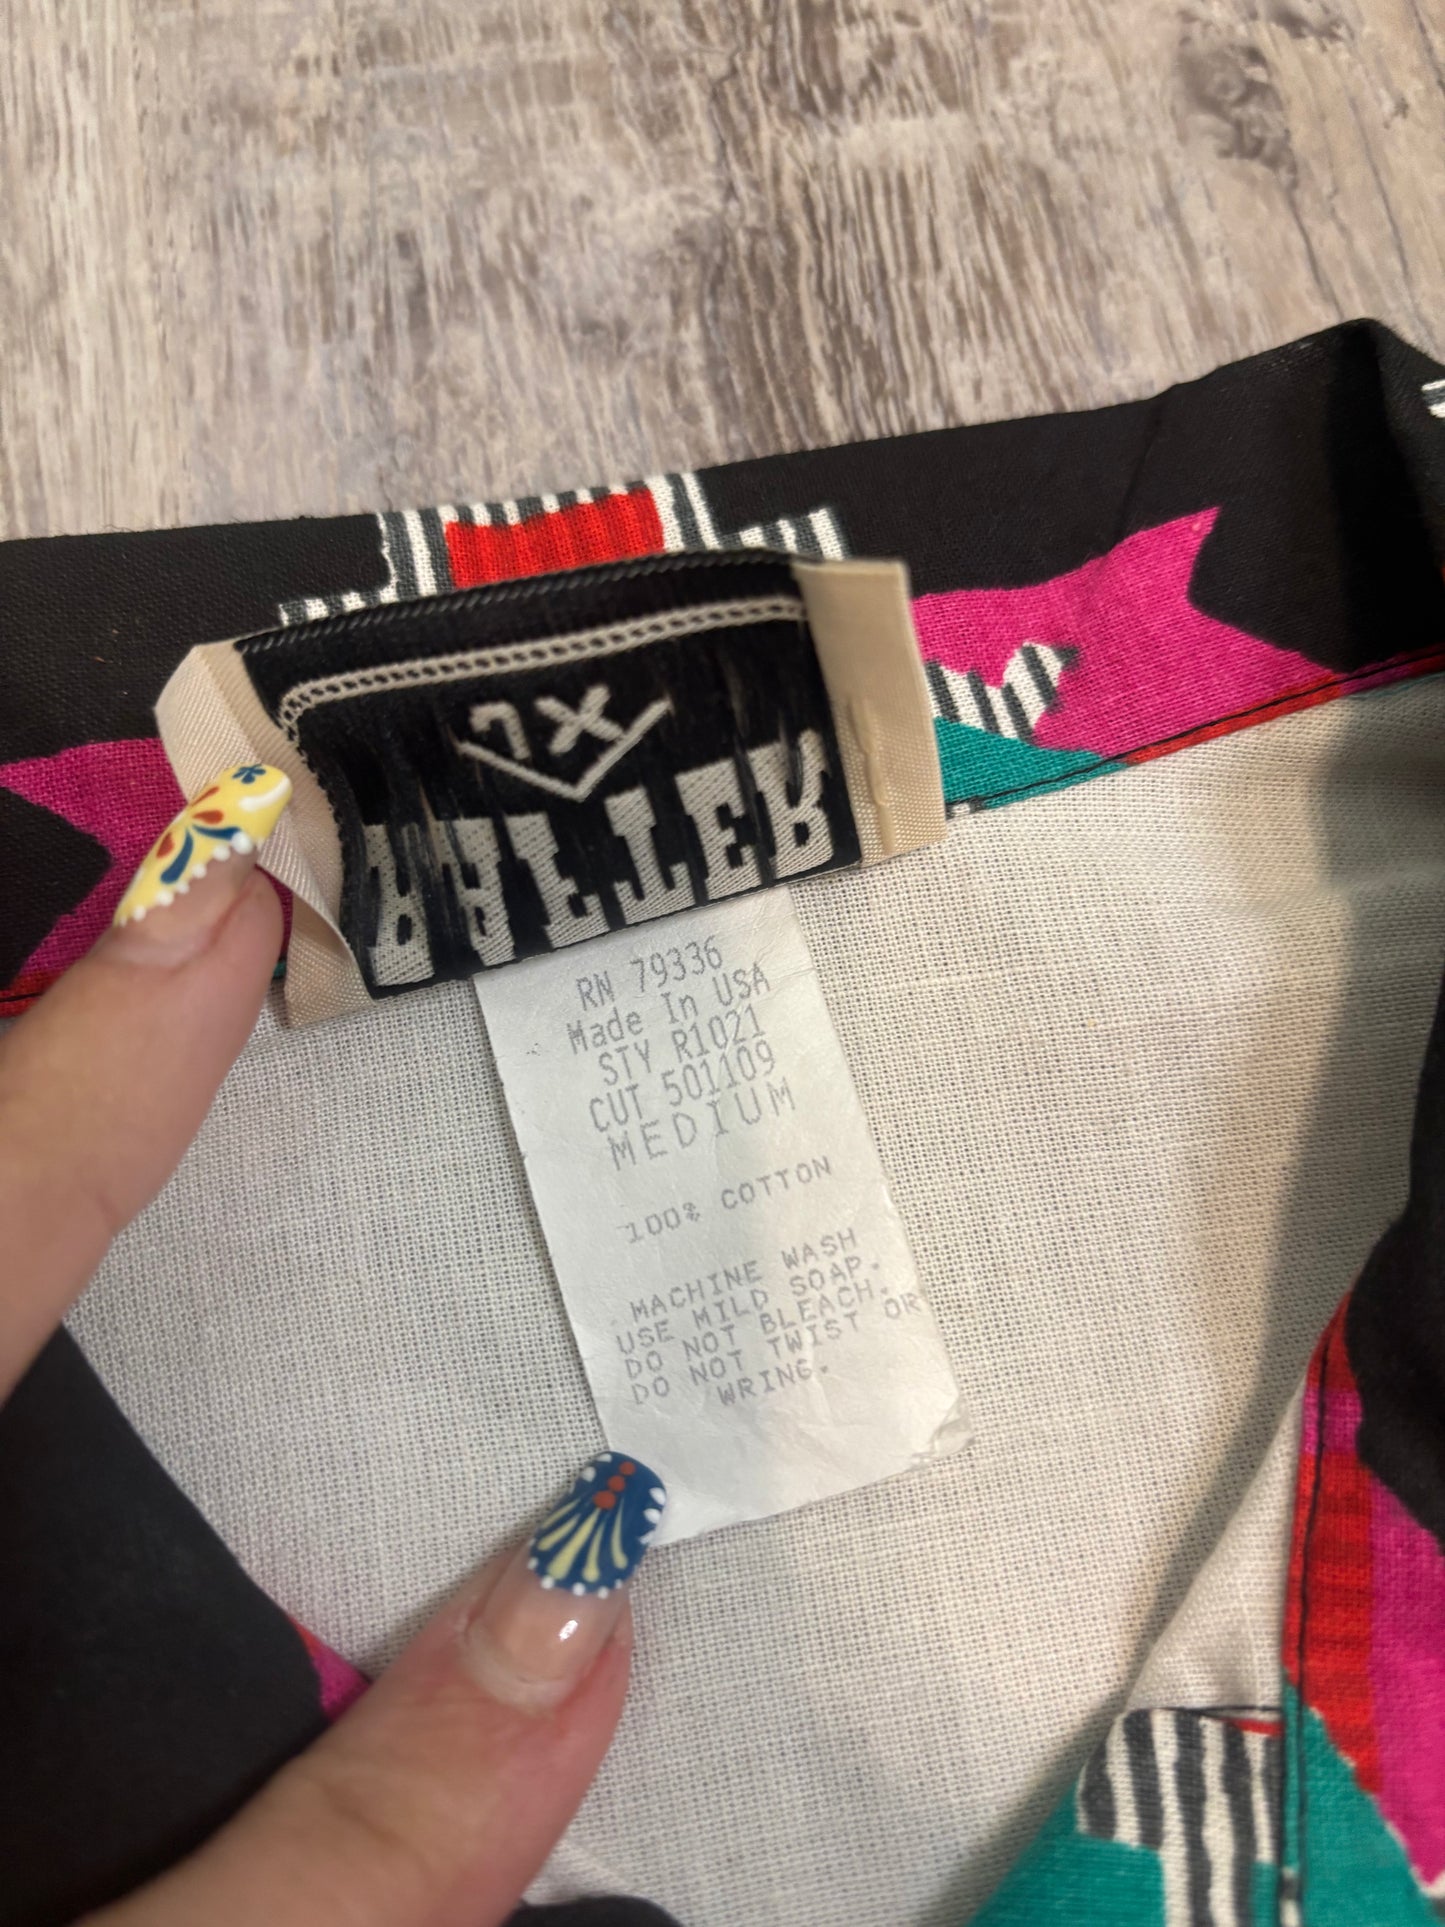 RN 79336
Made In USA
STY R1021
CUT 501109
MEDIUM
100% COTTON
MACHINE WASH
USE MILD SOAP.
DO NOT BLEACH.
DO NOT TWIST OR
DO WRING.